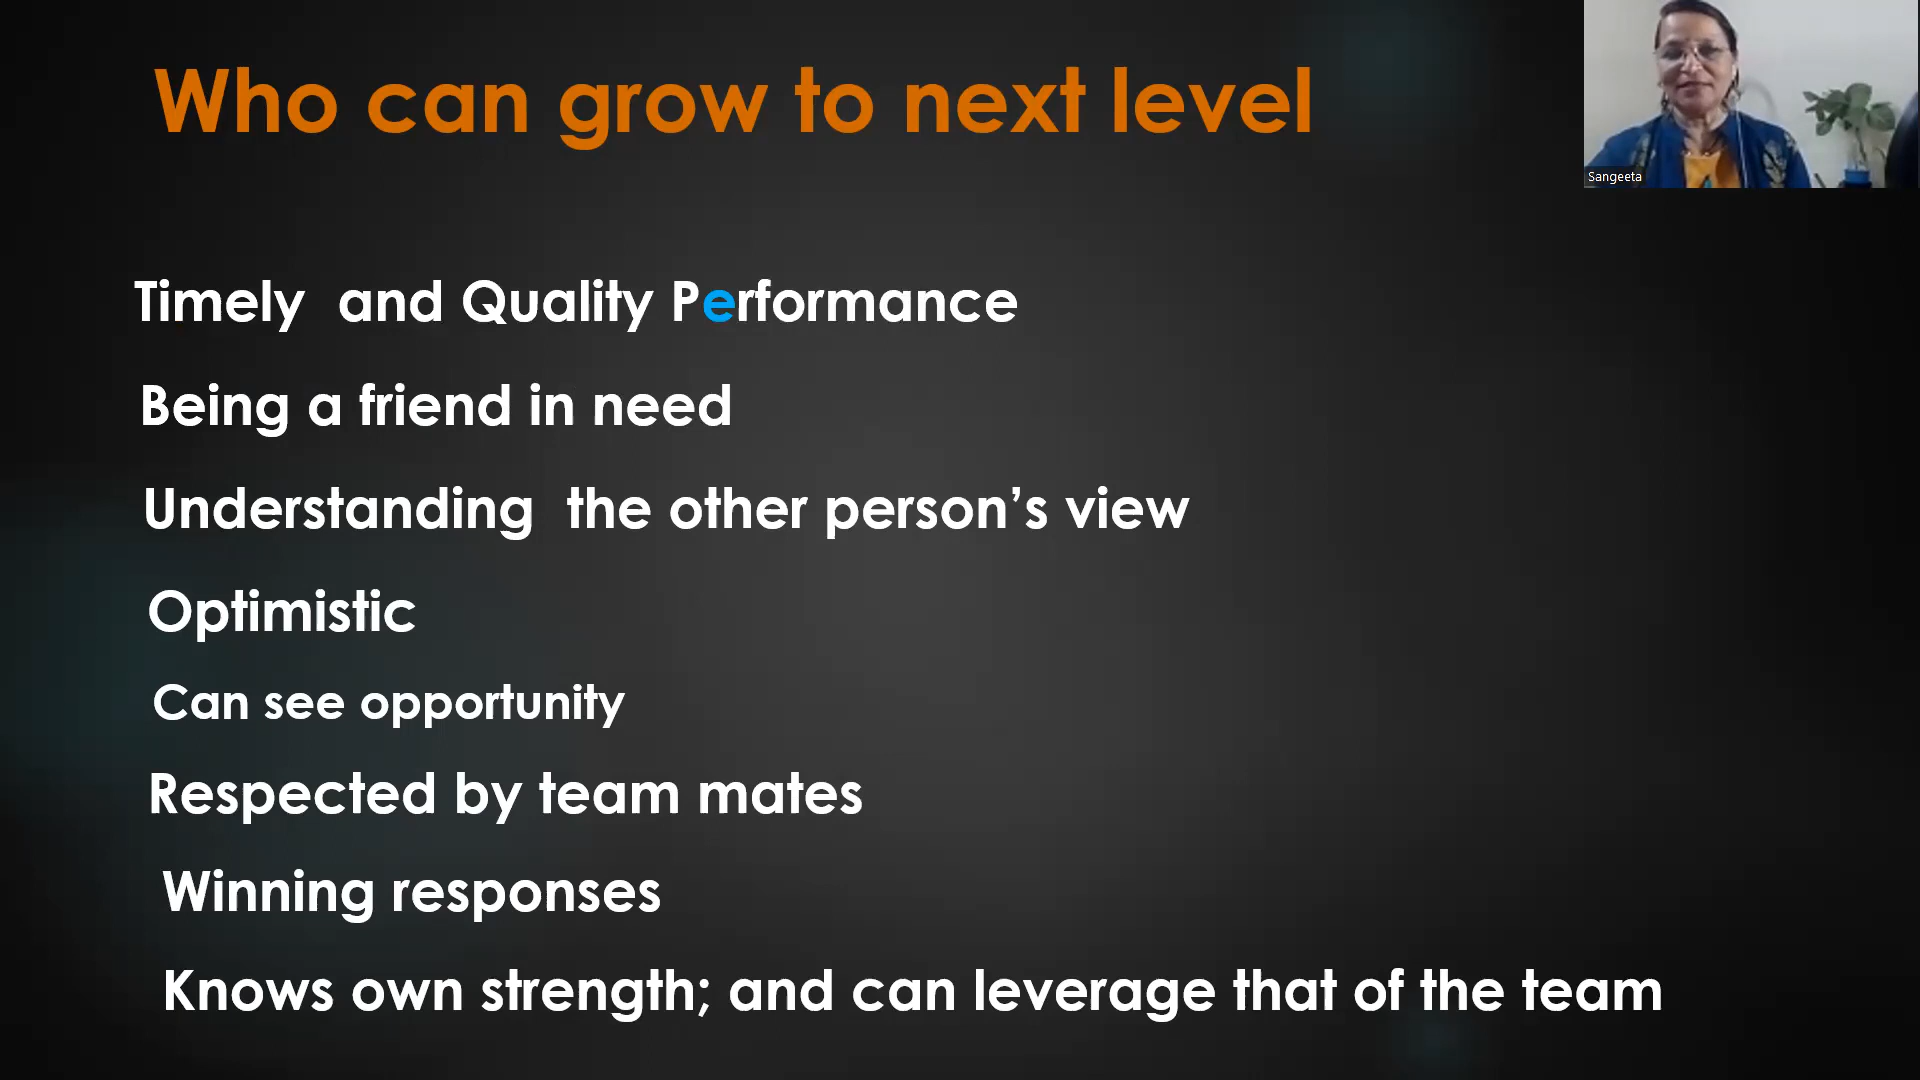 Who can grow to next level
Sangeeta
Timely  and Quality Performance
Being a friend in need
Understanding  the other person’s view
Optimistic
Can see opportunity
Respected by team mates
Winning responses
Knows own strength; and can leverage that of the team